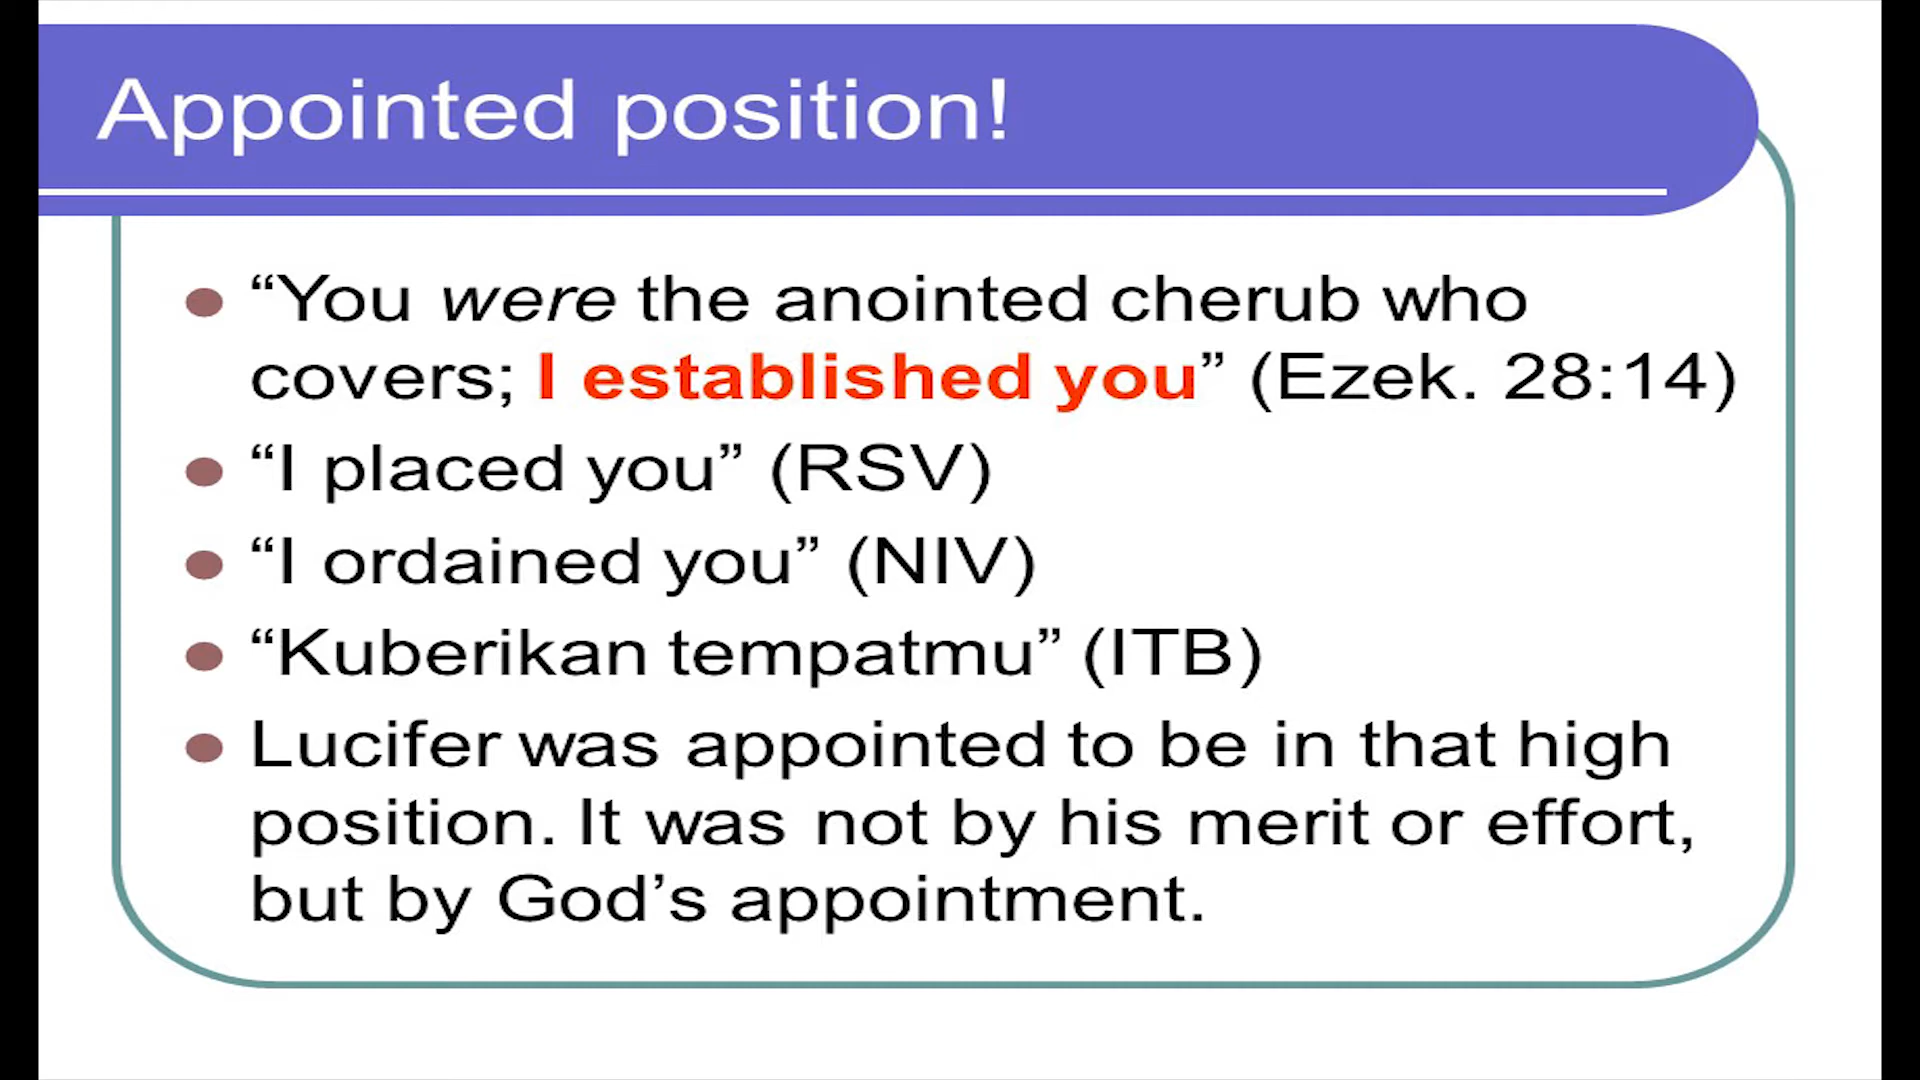 Appointed position!
“You were the anointed cherub who
covers; I established you” (Ezek. 28:14)
“I placed you” (RSV)
“I ordained you” (NIV)
“Kuberikan tempatmu” (ITB)
Lucifer was appointed to be in that high
position. It was not by his merit or effort,
but by God’s appointment.